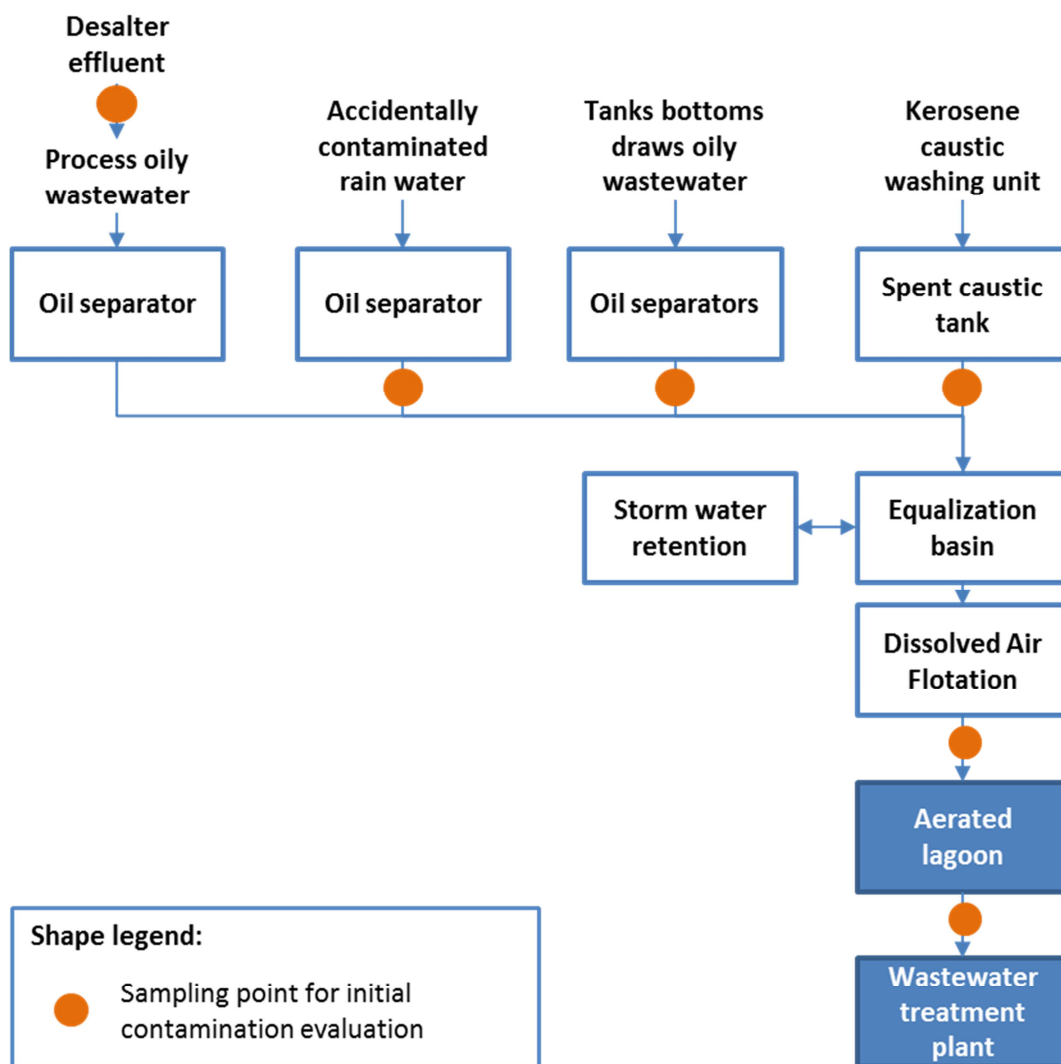 Desalter
effluent
Process oily
wastewater
Accidentally
contaminated
rain water
Tanks bottoms
draws oily
wastewater
Kerosene
caustic
washing unit
Oil separator
Oil separator
Oil separators
Spent caustic
tank
Storm water
retention
Equalization
basin
Dissolved Air
Flotation
Aerated
lagoon
Wastewater
treatment
plant
Shape legend:
Sampling point for initial
contamination evaluation